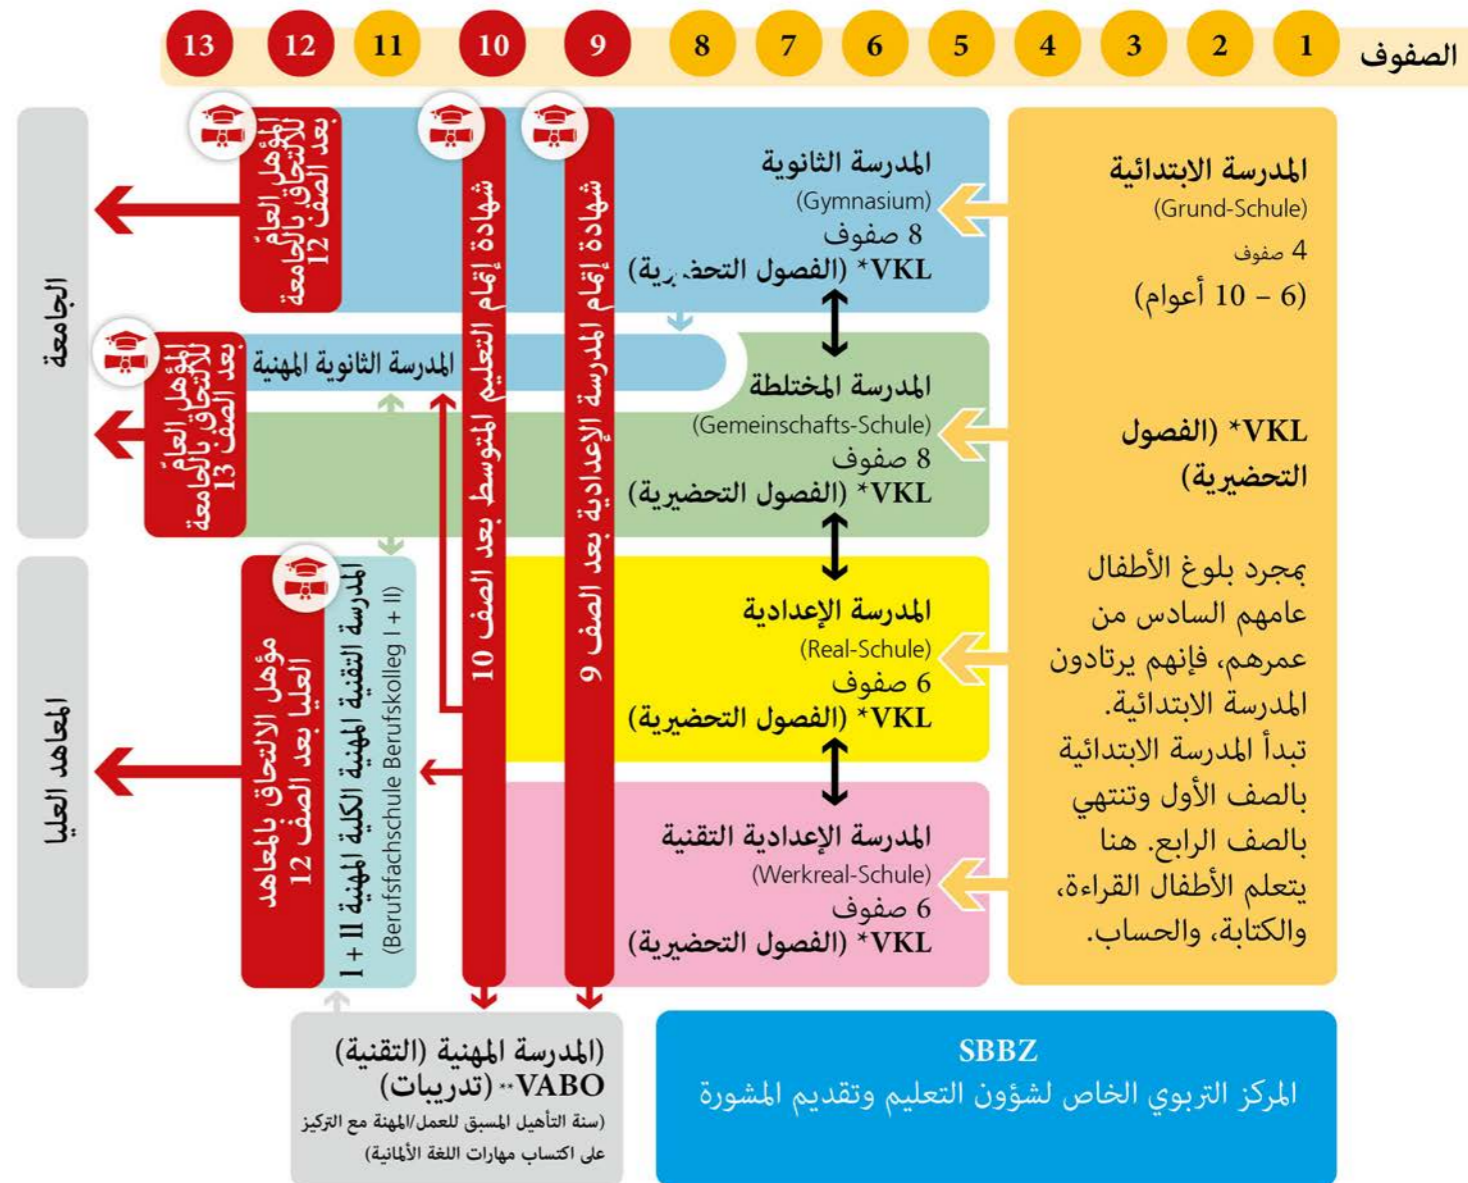 الصفوف
1 2 3 4 5 6 7 8 9 10 11 12 13
المدرسة الابتدائية
(Grund-Schule)
4 صفوف
(6 – 10 أعوام)
VKL* (الفصول
التحضيرية)
بمجرد بلوغ الأطفال
عامهم السادس من
عمرهم، فإنهم يرتادون
المدرسة الابتدائية.
تبدأ المدرسة الابتدائية
بالصف الأول وتنتهي
بالصف الرابع. هنا
يتعلم الأطفال القراءة،
والكتابة، والحساب.
المدرسة الثانوية
(Gymnasium)
8 صفوف
VKL* (الفصول التحضيرية)
المدرسة المختلطة
(Gemeinschafts-Schule)
8 صفوف
VKL* (الفصول التحضيرية)
المدرسة الإعدادية
(Real-Schule)
6 صفوف
VKL* (الفصول التحضيرية)
المدرسة الإعدادية التقنية
(Werkreal-Schule)
6 صفوف
VKL* (الفصول التحضيرية)
شهادة إتمام المدرسة الإعدادية بعد الصف 9
شهادة إتمام التعليم المتوسط بعد الصف 10
المدرسة الثانوية المهنية
المؤهل العامّ
للالتحاق بالجامعة
بعد الصف 12
المؤهل العامّ
للالتحاق بالجامعة
بعد الصف 13
المدرسة التقنية المهنية الكلية المهنية I + II
(Berufsfachschule Berufskolleg I + II)
مؤهل الالتحاق بالمعاهد
العليا بعد الصف 12
الجامعة
المعاهد العليا
(المدرسة المهنية (التقنية
VABO** (تدريبات)
(سنة التأهيل المسبق للعمل/المهنة مع التركيز
على اكتساب مهارات اللغة الألمانية)
SBBZ
المركز التربوي الخاص لشؤون التعليم وتقديم المشورة